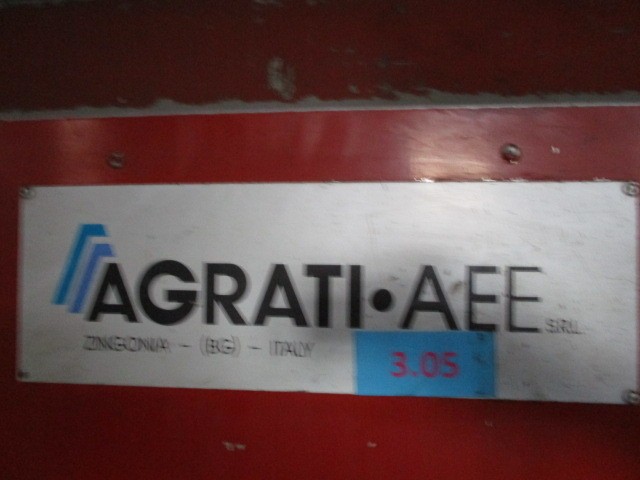 AGRATI•AEE S.R.L.
ZINGONIA - (BG) - ITALY
3.05